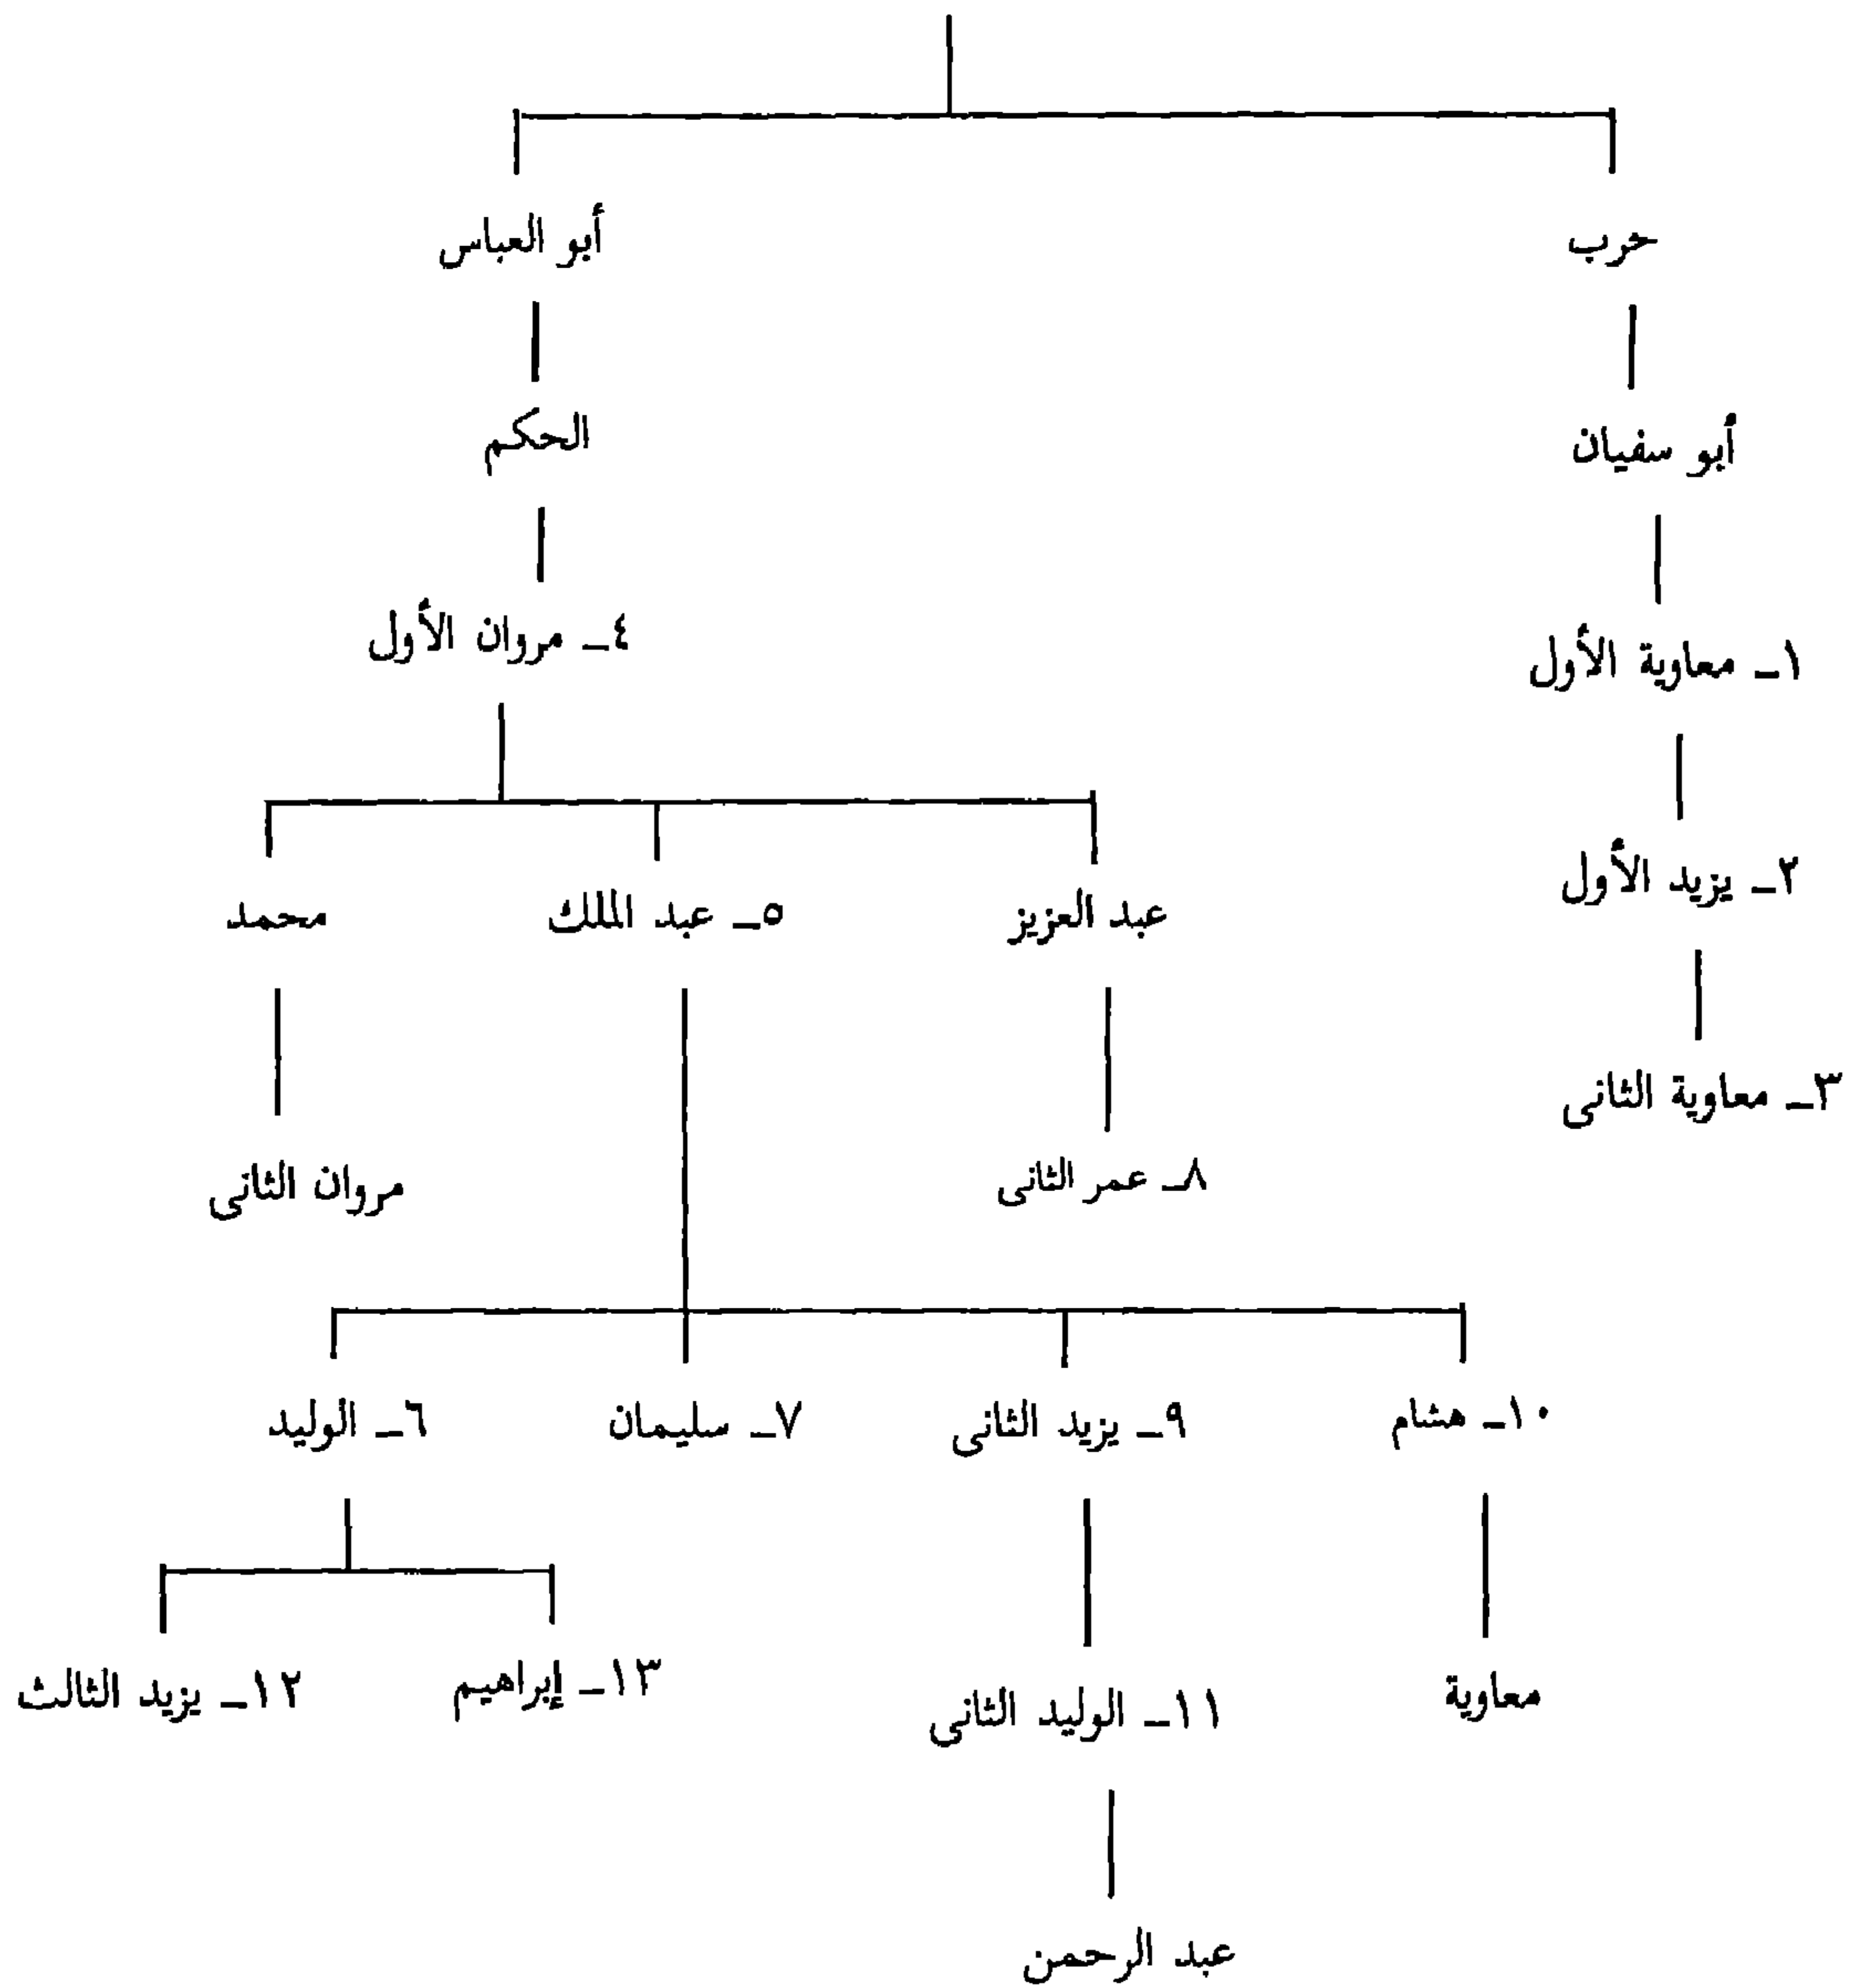 حرب
أبو العباس
أبو سفيان
الحكم
١ـ معاوية الأول
٤ـ مروان الأول
٢ـ يزيد الأول
عبد العزيز
٥ـ عبد الملك
محمد
٣ـ معاوية الثانى
٨ـ عمر الثانى
مروان الثانى
١٠ـ هشام
٩ـ يزيد الثانى
٧ـ سليمان
٦ـ الوليد
معاوية
١١ـ الوليد الثانى
١٣ـ إبراهيم
١٢ـ يزيد الثالث
عبد الرحمن